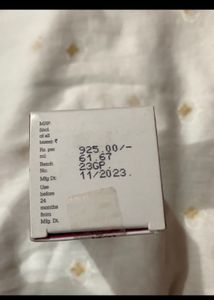 MRP
(Incl.
of all
taxes) ₹
Rs. per
ml
Batch
No.
Mfg Dt.
Use
before
24
months
from
Mfg. Dt.
925.00/-
61.67
23GP
11/2023.